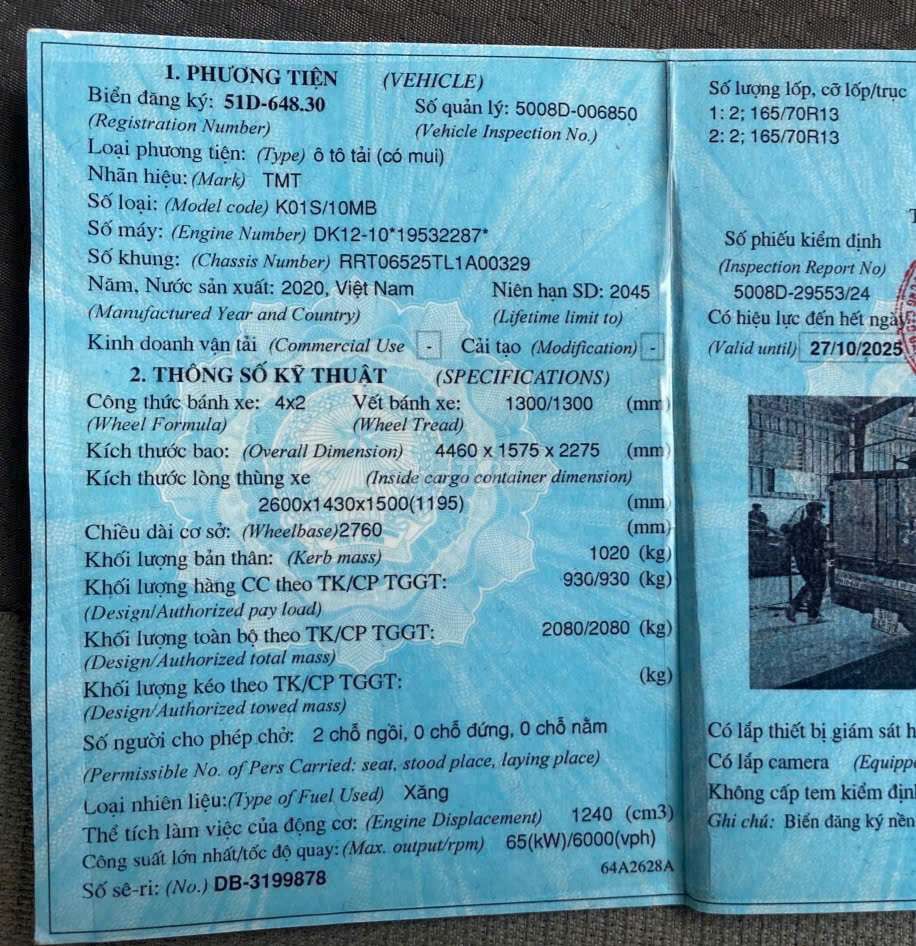 1. PHƯƠNG TIỆN (VEHICLE)
Biển đăng ký: 51D-648.30 Số quản lý: 5008D-006850
(Registration Number) (Vehicle Inspection No.)
Loại phương tiện: (Type) ô tô tải (có mui)
Nhãn hiệu: (Mark) TMT
Số loại: (Model code) K01S/10MB
Số máy: (Engine Number) DK12-10*19532287*
Số khung: (Chassis Number) RRT06525TL1A00329
Năm, Nước sản xuất: 2020, Việt Nam Niên hạn SD: 2045
(Manufactured Year and Country) (Lifetime limit to)
Kinh doanh vận tải (Commercial Use - Cải tạo (Modification) -
2. THÔNG SỐ KỸ THUẬT (SPECIFICATIONS)
Công thức bánh xe: 4x2 Vết bánh xe: 1300/1300 (mm)
(Wheel Formula) (Wheel Tread)
Kích thước bao: (Overall Dimension) 4460 x 1575 x 2275 (mm)
Kích thước lòng thùng xe (Inside cargo container dimension)
2600x1430x1500(1195) (mm
Chiều dài cơ sở: (Wheelbase)2760 (mm)
Khối lượng bản thân: (Kerb mass) 1020 (kg)
Khối lượng hàng CC theo TK/CP TGGT: 930/930 (kg)
(Design/Authorized pay load)
Khối lượng toàn bộ theo TK/CP TGGT: 2080/2080 (kg)
(Design/Authorized total mass)
Khối lượng kéo theo TK/CP TGGT: (kg)
(Design/Authorized towed mass)
Số người cho phép chở: 2 chỗ ngồi, 0 chỗ đứng, 0 chỗ nằm
(Permissible No. of Pers Carried: seat, stood place, laying place)
Loại nhiên liệu:(Type of Fuel Used) Xăng
Thể tích làm việc của động cơ: (Engine Displacement) 1240 (cm3)
Công suất lớn nhất/tốc độ quay: (Max. output/rpm) 65(kW)/6000(vph)
64A2628A
Số sê-ri: (No.) DB-3199878
Số lượng lốp, cỡ lốp/trục
1: 2; 165/70R13
2: 2; 165/70R13
Số phiếu kiểm định
(Inspection Report No)
5008D-29553/24
Có hiệu lực đến hết ngày:
(Valid until) 27/10/2025
Có lắp thiết bị giám sát h
Có lắp camera (Equipp
Không cấp tem kiểm địn
Ghi chú: Biển đăng ký nền